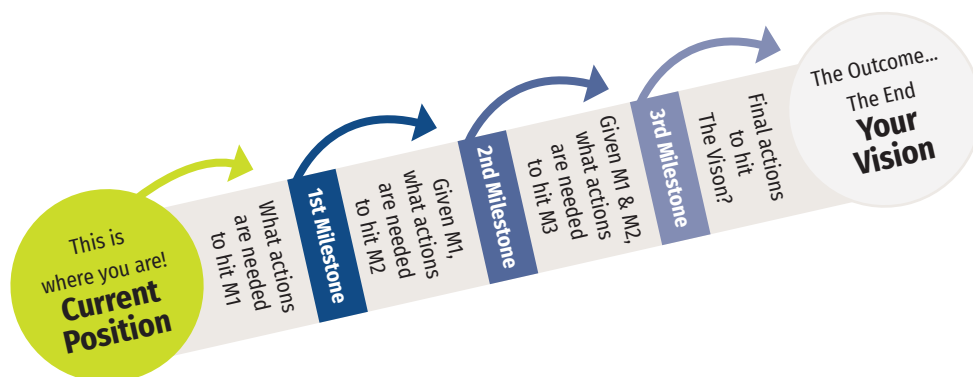 This is
where you are!
Current
Position
What actions
are needed
to hit M1
1st Milestone
Given M1,
what actions
are needed
to hit M2
2nd Milestone
Given M1 & M2,
what actions
are needed
to hit M3
3rd Milestone
Final actions
to hit
The Vison?
The Outcome...
The End
Your
Vision